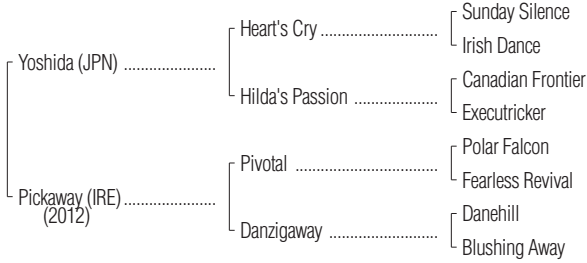 Sunday Silence
Heart's Cry ........................
Irish Dance
Yoshida (JPN) ......................
Canadian Frontier
Hilda's Passion .................
Executricker
Polar Falcon
Pivotal .............................
Fearless Revival
Pickaway (IRE) .....................
(2012)
Danehill
Danzigaway ......................
Blushing Away